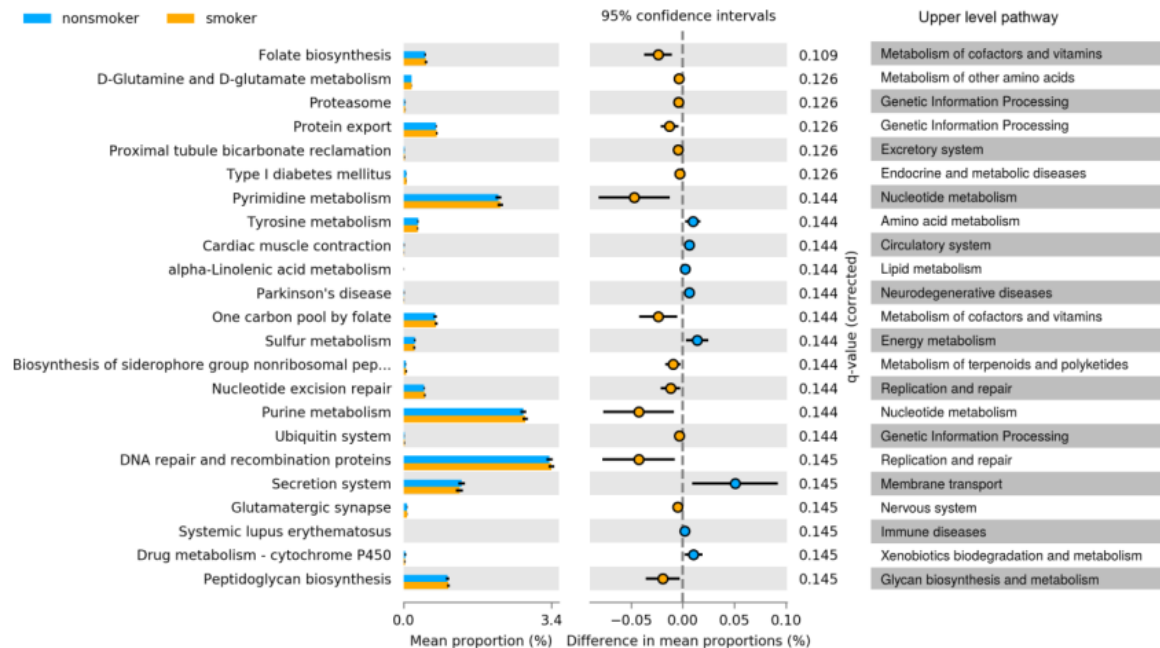 nonsmoker smoker 95% confidence intervals Upper level pathway
Folate biosynthesis 0.109 Metabolism of cofactors and vitamins
D-Glutamine and D-glutamate metabolism 0.126 Metabolism of other amino acids
Proteasome 0.126 Genetic Information Processing
Protein export 0.126 Genetic Information Processing
Proximal tubule bicarbonate reclamation 0.126 Excretory system
Type I diabetes mellitus 0.126 Endocrine and metabolic diseases
Pyrimidine metabolism 0.144 Nucleotide metabolism
Tyrosine metabolism 0.144 Amino acid metabolism
Cardiac muscle contraction 0.144 Circulatory system
alpha-Linolenic acid metabolism 0.144 Lipid metabolism
Parkinson's disease 0.144 Neurodegenerative diseases
One carbon pool by folate 0.144 Metabolism of cofactors and vitamins
Sulfur metabolism 0.144 Energy metabolism
Biosynthesis of siderophore group nonribosomal pep... 0.144 Metabolism of terpenoids and polyketides
Nucleotide excision repair 0.144 Replication and repair
Purine metabolism 0.144 Nucleotide metabolism
Ubiquitin system 0.144 Genetic Information Processing
DNA repair and recombination proteins 0.145 Replication and repair
Secretion system 0.145 Membrane transport
Glutamatergic synapse 0.145 Nervous system
Systemic lupus erythematosus 0.145 Immune diseases
Drug metabolism - cytochrome P450 0.145 Xenobiotics biodegradation and metabolism
Peptidoglycan biosynthesis 0.145 Glycan biosynthesis and metabolism
q-value (corrected)
0.0 3.4 −0.05 0.00 0.05 0.10
Mean proportion (%) Difference in mean proportions (%)